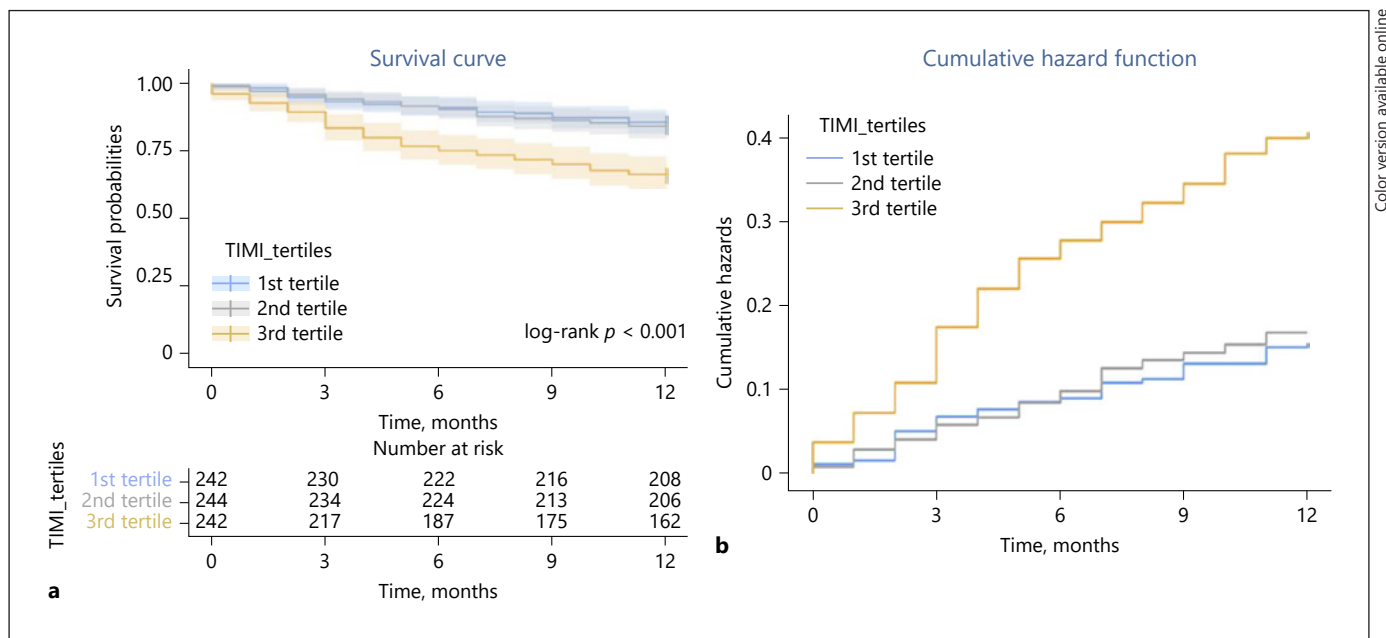 Survival curve
1.00
0.75
0.50
0.25
0
Survival probabilities
TIMI_tertiles
1st tertile
2nd tertile
3rd tertile
log-rank p < 0.001
0 3 6 9 12
Time, months
Number at risk
TIMI_tertiles
1st tertile 242 230 222 216 208
2nd tertile 244 234 224 213 206
3rd tertile 242 217 187 175 162
0 3 6 9 12
Time, months
a
Cumulative hazard function
0.4
0.3
0.2
0.1
0
Cumulative hazards
TIMI_tertiles
1st tertile
2nd tertile
3rd tertile
0 3 6 9 12
Time, months
b
Color version available online